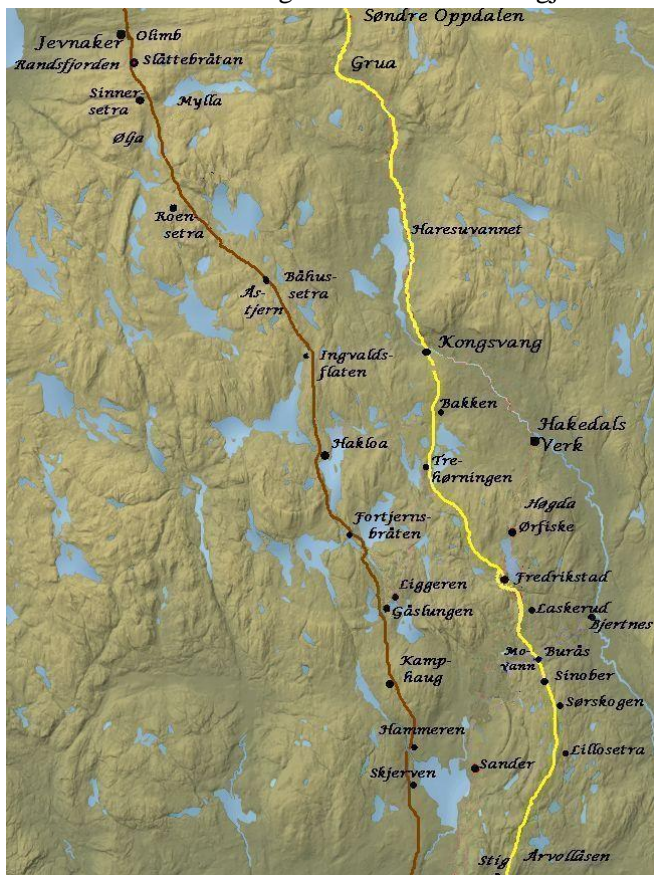 Søndre Oppdalen
Jevnaker
Olimb
Randsfjorden
Slåttebråtan
Grua
Sinner-
setra
Mylla
Ølja
Roen-
setra
Haresuvannet
Ås-
tjern
Båhus-
setra
Kongsvang
Ingvalds-
flaten
Bakken
Hakedals
Verk
Hakloa
Tre-
hørningen
Høgda
Ørfiske
Fortjerns-
bråten
Fredrikstad
Liggeren
Gåslungen
Laskerud
Bjertnes
Mo-
vann
Burås
Kamp-
haug
Sinober
Sørskogen
Hammeren
Lillosetra
Sander
Skjerven
Stig
Årvollåsen